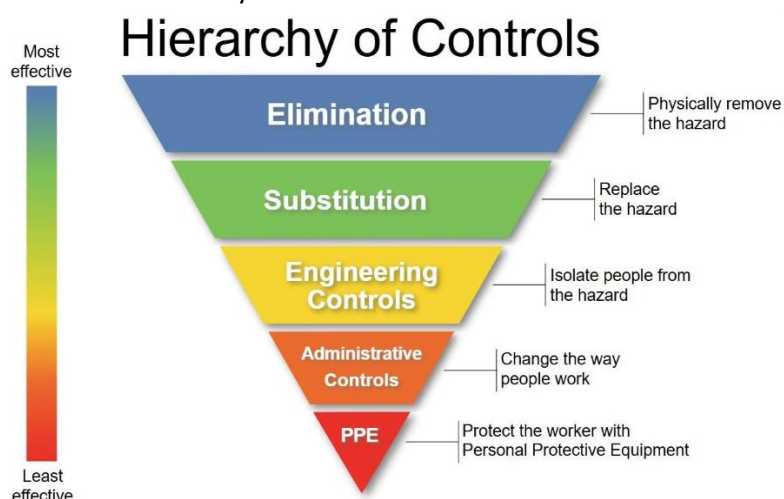 Hierarchy of Controls
Most
effective
Elimination
Physically remove
the hazard
Substitution
Replace
the hazard
Engineering
Controls
Isolate people from
the hazard
Administrative
Controls
Change the way
people work
PPE
Protect the worker with
Personal Protective Equipment
Least
effective